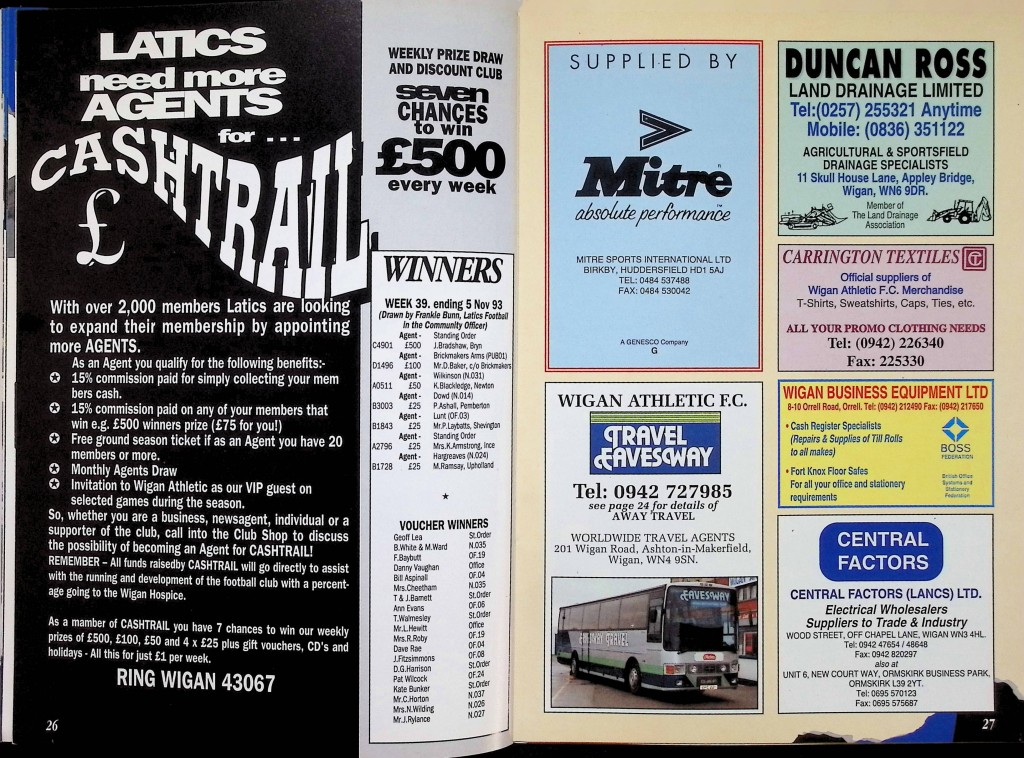 LATICS
need more
AGENTS
for ...
CASHTRAIL
£
With over 2,000 members Latics are looking
to expand their membership by appointing
more AGENTS.
As an Agent you qualify for the following benefits:-
15% commission paid for simply collecting your mem
bers cash.
15% commission paid on any of your members that
win e.g. £500 winners prize (£75 for you!)
Free ground season ticket if as an Agent you have 20
members or more.
Monthly Agents Draw
Invitation to Wigan Athletic as our VIP guest on
selected games during the season.
So, whether you are a business, newsagent, individual or a
supporter of the club, call into the Club Shop to discuss
the possibility of becoming an Agent for CASHTRAIL!
REMEMBER - All funds raisedby CASHTRAIL will go directly to assist
with the running and development of the football club with a percent-
age going to the Wigan Hospice.
As a mamber of CASHTRAIL you have 7 chances to win our weekly
prizes of £500, £100, £50 and 4 x £25 plus gift vouchers, CD's and
holidays - All this for just £1 per week.
RING WIGAN 43067
26
WEEKLY PRIZE DRAW
AND DISCOUNT CLUB
seven
CHANCES
to win
£500
every week
WINNERS
WEEK 39. ending 5 Nov 93
(Drawn by Frankie Bunn, Latics Football
in the Community Officer)
Agent - Standing Order
C4901 £500 J.Bradshaw, Bryn
Agent - Brickmakers Arms (PUB01)
D1496 £100 Mr.D.Baker, c/o Brickmakers
Agent - Wilkinson (N.031)
A0511 £50 K.Blackledge, Newton
Agent - Dowd (N.014)
B3003 £25 P.Ashall, Pemberton
Agent - Lunt (OF.03)
B1843 £25 Mr.P.Laybatts, Shevington
Agent - Standing Order
A2796 £25 Mrs.K.Armstrong, Ince
Agent - Hargreaves (N.024)
B1728 £25 M.Ramsay, Upholland
VOUCHER WINNERS
Geoff Lea St.Order
B.White & M.Ward N.035
F.Baybutt OF.19
Danny Vaughan Office
Bill Aspinall OF.04
Mrs.Cheetham N.035
T & J.Barnett St.Order
Ann Evans OF.06
T.Walmesley St.Order
Mr.L.Hewitt Office
Mrs.R.Roby OF.19
Dave Rae OF.04
J.Fitzsimmons OF.08
D.G.Harrison St.Order
Pat Wilcock OF.24
Kate Bunker St.Order
Mr.C.Horton N.037
Mrs.N.Wilding N.026
Mr.J.Rylance N.027
SUPPLIED BY
Mitre
absolute performance™
MITRE SPORTS INTERNATIONAL LTD
BIRKBY, HUDDERSFIELD HD1 5AJ
TEL: 0484 537488
FAX: 0484 530042
A GENESCO Company
G
WIGAN ATHLETIC F.C.
TRAVEL
EAVESWAY
Tel: 0942 727985
see page 24 for details of
AWAY TRAVEL
WORLDWIDE TRAVEL AGENTS
201 Wigan Road, Ashton-in-Makerfield,
Wigan, WN4 9SN.
EAVESWAY
EAVESWAY TRAVEL
DUNCAN ROSS
LAND DRAINAGE LIMITED
Tel:(0257) 255321 Anytime
Mobile: (0836) 351122
AGRICULTURAL & SPORTSFIELD
DRAINAGE SPECIALISTS
11 Skull House Lane, Appley Bridge,
Wigan, WN6 9DR.
Member of
The Land Drainage
Association
CARRINGTON TEXTILES
Official suppliers of
Wigan Athletic F.C. Merchandise
T-Shirts, Sweatshirts, Caps, Ties, etc.
ALL YOUR PROMO CLOTHING NEEDS
Tel: (0942) 226340
Fax: 225330
WIGAN BUSINESS EQUIPMENT LTD
8-10 Orrell Road, Orrell. Tel: (0942) 212490 Fax: (0942) 217650
• Cash Register Specialists
(Repairs & Supplies of Till Rolls
to all makes)
• Fort Knox Floor Safes
For all your office and stationery
requirements
BOSS
FEDERATION
British Office
Systems and
Stationery
Federation
CENTRAL
FACTORS
CENTRAL FACTORS (LANCS) LTD.
Electrical Wholesalers
Suppliers to Trade & Industry
WOOD STREET, OFF CHAPEL LANE, WIGAN WN3 4HL.
Tel: 0942 47654 / 48648
Fax: 0942 820297
also at
UNIT 6, NEW COURT WAY, ORMSKIRK BUSINESS PARK,
ORMSKIRK L39 2YT.
Tel: 0695 570123
Fax: 0695 575687
27